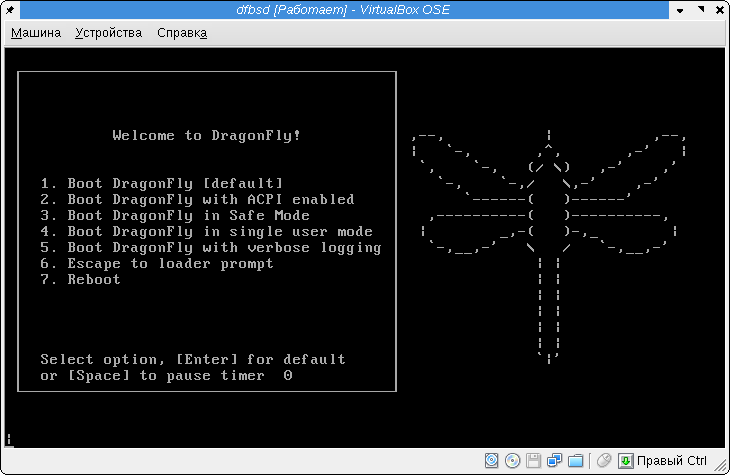 dfbsd [Работает] - VirtualBox OSE
Машина Устройства Справка
Welcome to DragonFly!
1. Boot DragonFly [default]
2. Boot DragonFly with ACPI enabled
3. Boot DragonFly in Safe Mode
4. Boot DragonFly in single user mode
5. Boot DragonFly with verbose logging
6. Escape to loader prompt
7. Reboot
Select option, [Enter] for default
or [Space] to pause timer 0
Правый Ctrl